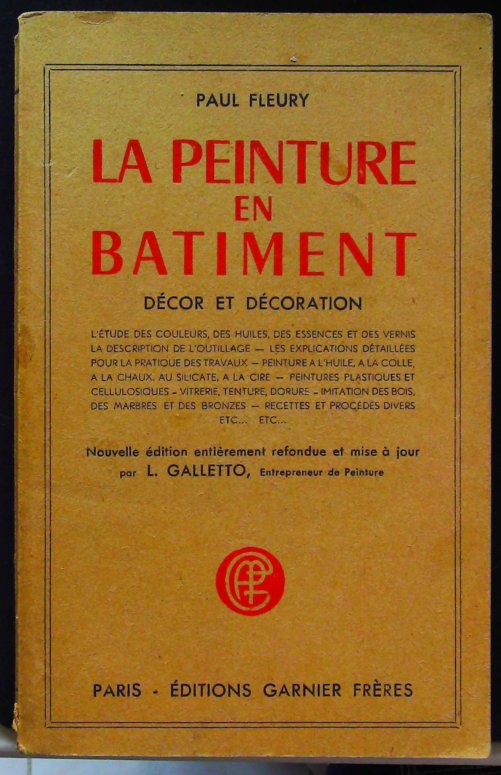 PAUL FLEURY
LA PEINTURE
EN
BATIMENT
DÉCOR ET DÉCORATION
L'ÉTUDE DES COULEURS, DES HUILES, DES ESSENCES ET DES VERNIS
LA DESCRIPTION DE L'OUTILLAGE — LES EXPLICATIONS DÉTAILLÉES
POUR LA PRATIQUE DES TRAVAUX — PEINTURE A L'HUILE, A LA COLLE,
A LA CHAUX, AU SILICATE, A LA CIRE — PEINTURES PLASTIQUES ET
CELLULOSIQUES - VITRERIE, TENTURE, DORURE - IMITATION DES BOIS,
DES MARBRES ET DES BRONZES — RECETTES ET PROCÉDÉS DIVERS
ETC... ETC...
Nouvelle édition entièrement refondue et mise à jour
par L. GALLETTO, Entrepreneur de Peinture
PARIS - ÉDITIONS GARNIER FRÈRES